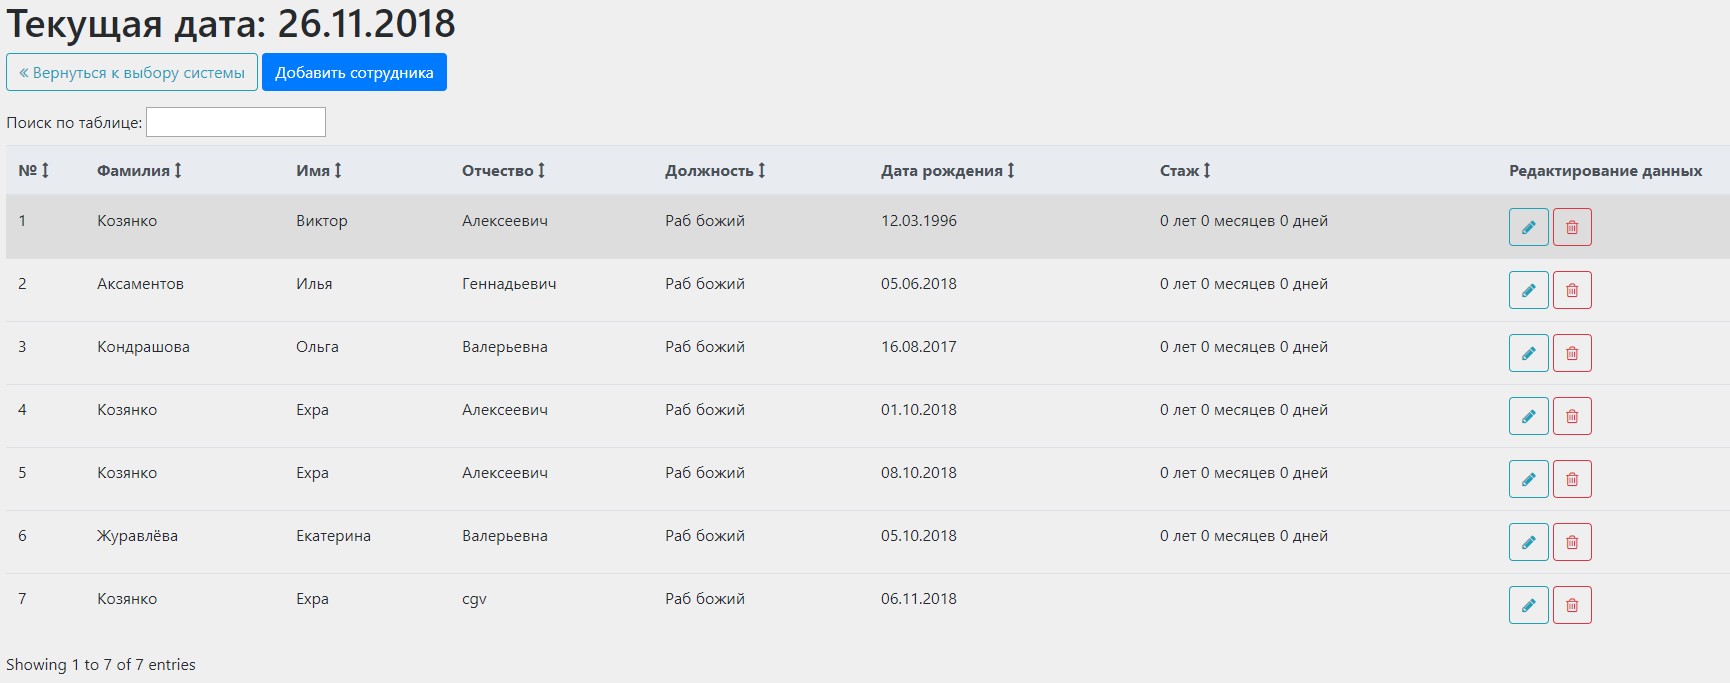 Текущая дата: 26.11.2018
« Вернуться к выбору системы Добавить сотрудника
Поиск по таблице:
№ Фамилия Имя Отчество Должность Дата рождения Стаж Редактирование данных
1 Козянко Виктор Алексеевич Раб божий 12.03.1996 0 лет 0 месяцев 0 дней
2 Аксаментов Илья Геннадьевич Раб божий 05.06.2018 0 лет 0 месяцев 0 дней
3 Кондрашова Ольга Валерьевна Раб божий 16.08.2017 0 лет 0 месяцев 0 дней
4 Козянко Ехра Алексеевич Раб божий 01.10.2018 0 лет 0 месяцев 0 дней
5 Козянко Ехра Алексеевич Раб божий 08.10.2018 0 лет 0 месяцев 0 дней
6 Журавлёва Екатерина Валерьевна Раб божий 05.10.2018 0 лет 0 месяцев 0 дней
7 Козянко Ехра cgv Раб божий 06.11.2018
Showing 1 to 7 of 7 entries